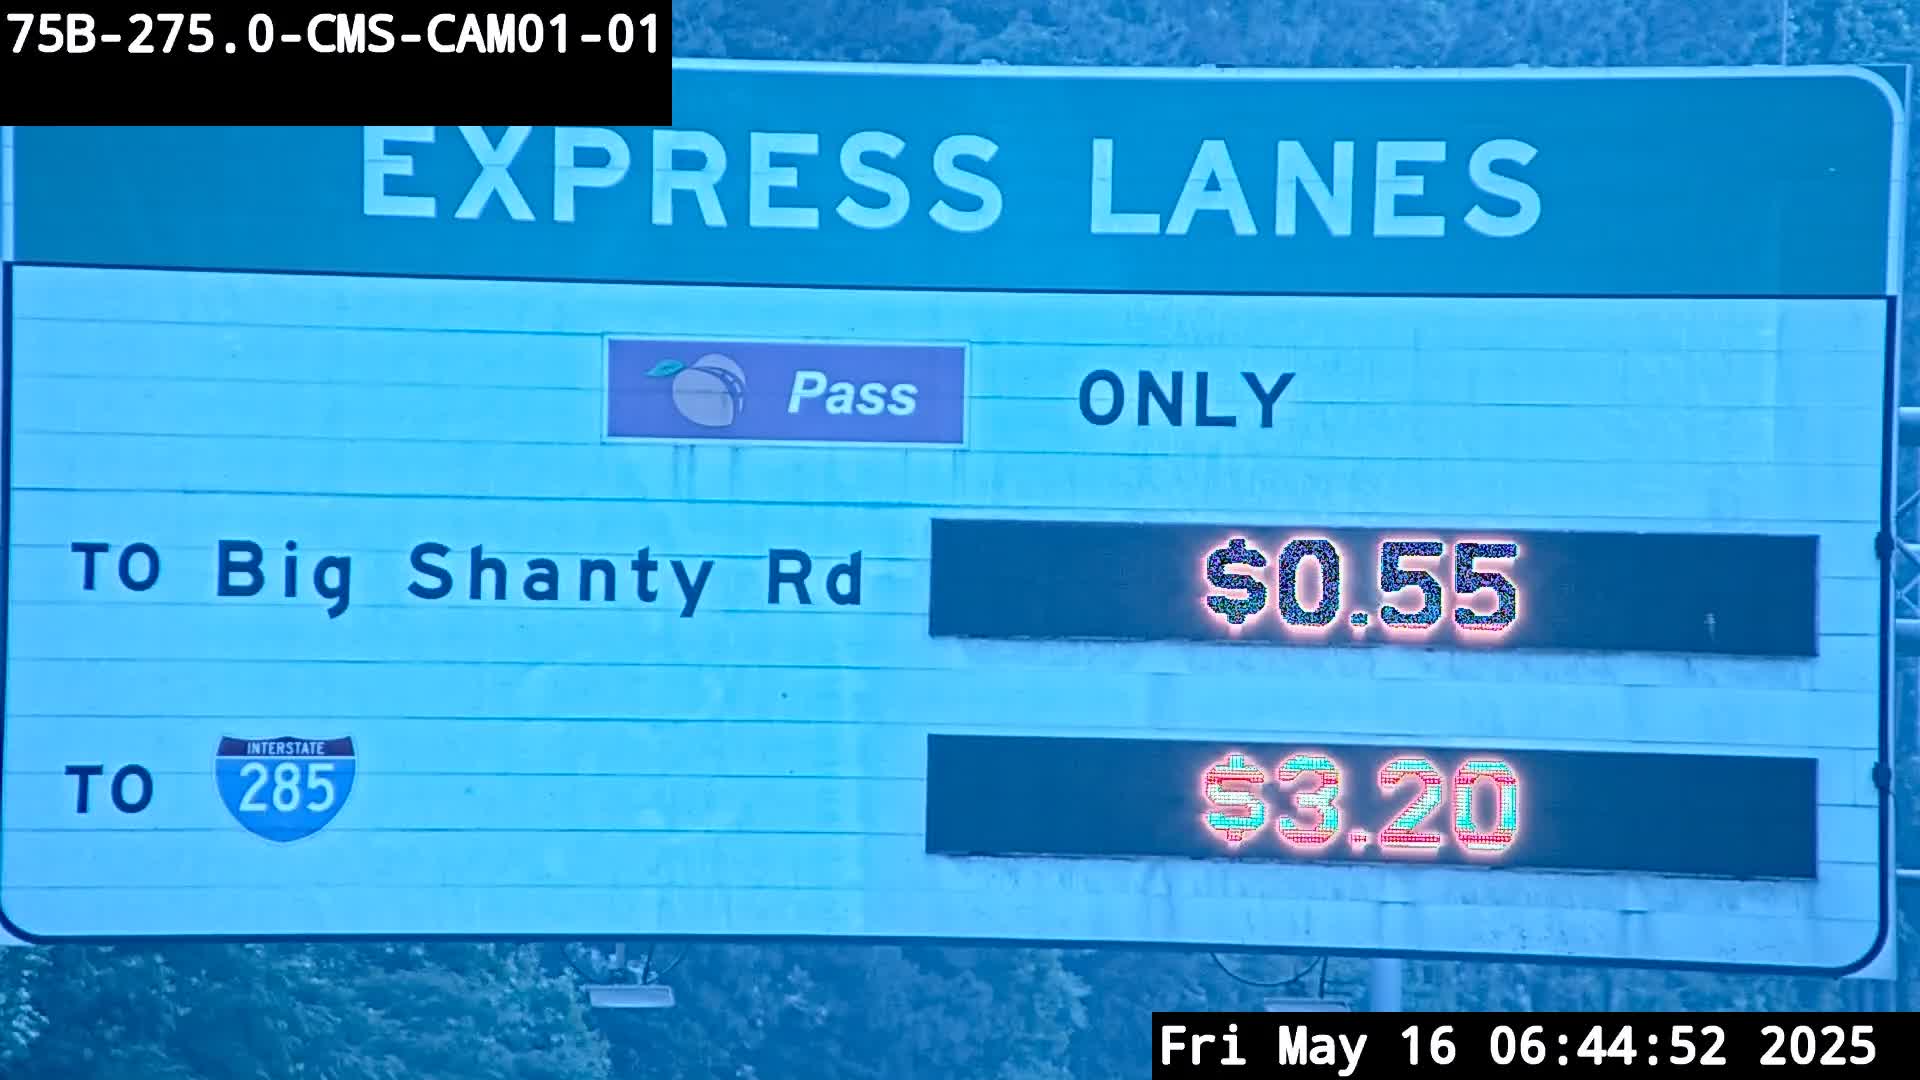 75B-275.0-CMS-CAM01-01
EXPRESS LANES
Pass ONLY
TO Big Shanty Rd $0.55
INTERSTATE
TO 285 $3.20
Fri May 16 06:44:52 2025